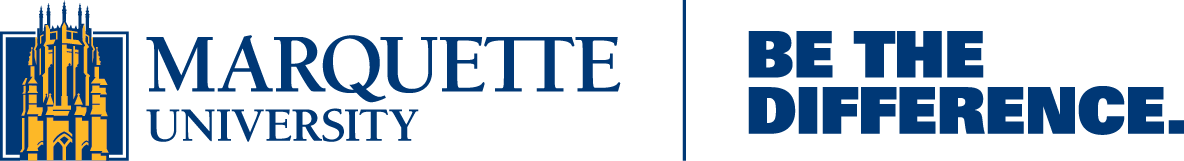 MARQUETTE
UNIVERSITY
BE THE
DIFFERENCE.